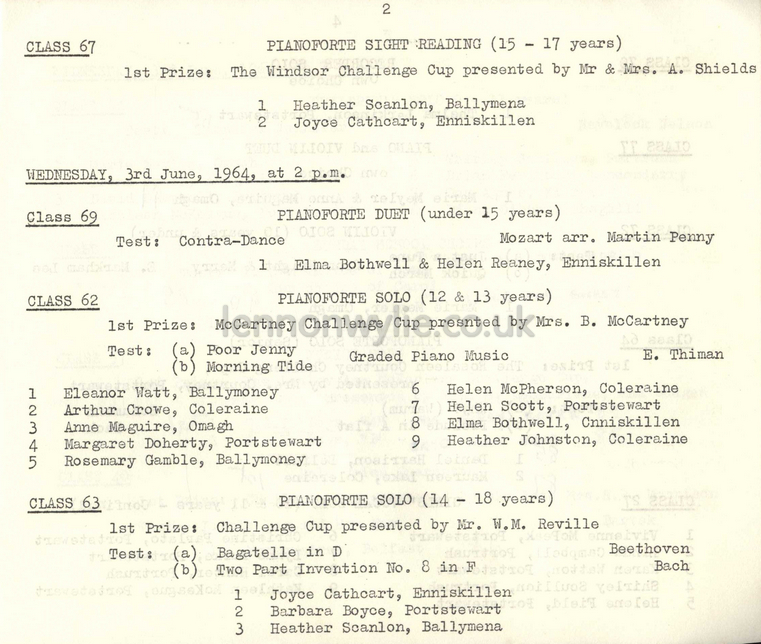 2
CLASS 67 PIANOFORTE SIGHT READING (15 - 17 years)
1st Prize: The Windsor Challenge Cup presented by Mr & Mrs. A. Shields
1 Heather Scanlon, Ballymena
2 Joyce Cathcart, Enniskillen
WEDNESDAY, 3rd June, 1964, at 2 p.m.
Class 69 PIANOFORTE DUET (under 15 years)
Test: Contra-Dance Mozart arr. Martin Penny
1 Elma Bothwell & Helen Reaney, Enniskillen
CLASS 62 PIANOFORTE SOLO (12 & 13 years)
lennonwylie.co.uk
1st Prize: McCartney Challenge Cup presnted by Mrs. B. McCartney
Test: (a) Poor Jenny
(b) Morning Tide Graded Piano Music E. Thiman
1 Eleanor Watt, Ballymoney
2 Arthur Crowe, Coleraine
3 Anne Maguire, Omagh
4 Margaret Doherty, Portstewart
5 Rosemary Gamble, Ballymoney
6 Helen McPherson, Coleraine
7 Helen Scott, Portstewart
8 Elma Bothwell, Cnniskillen
9 Heather Johnston, Coleraine
CLASS 63 PIANOFORTE SOLO (14 - 18 years)
1st Prize: Challenge Cup presented by Mr. W.M. Reville
Test: (a) Bagatelle in D Beethoven
(b) Two Part Invention No. 8 in F Bach
1 Joyce Cathcart, Enniskillen
2 Barbara Boyce, Portstewart
3 Heather Scanlon, Ballymena